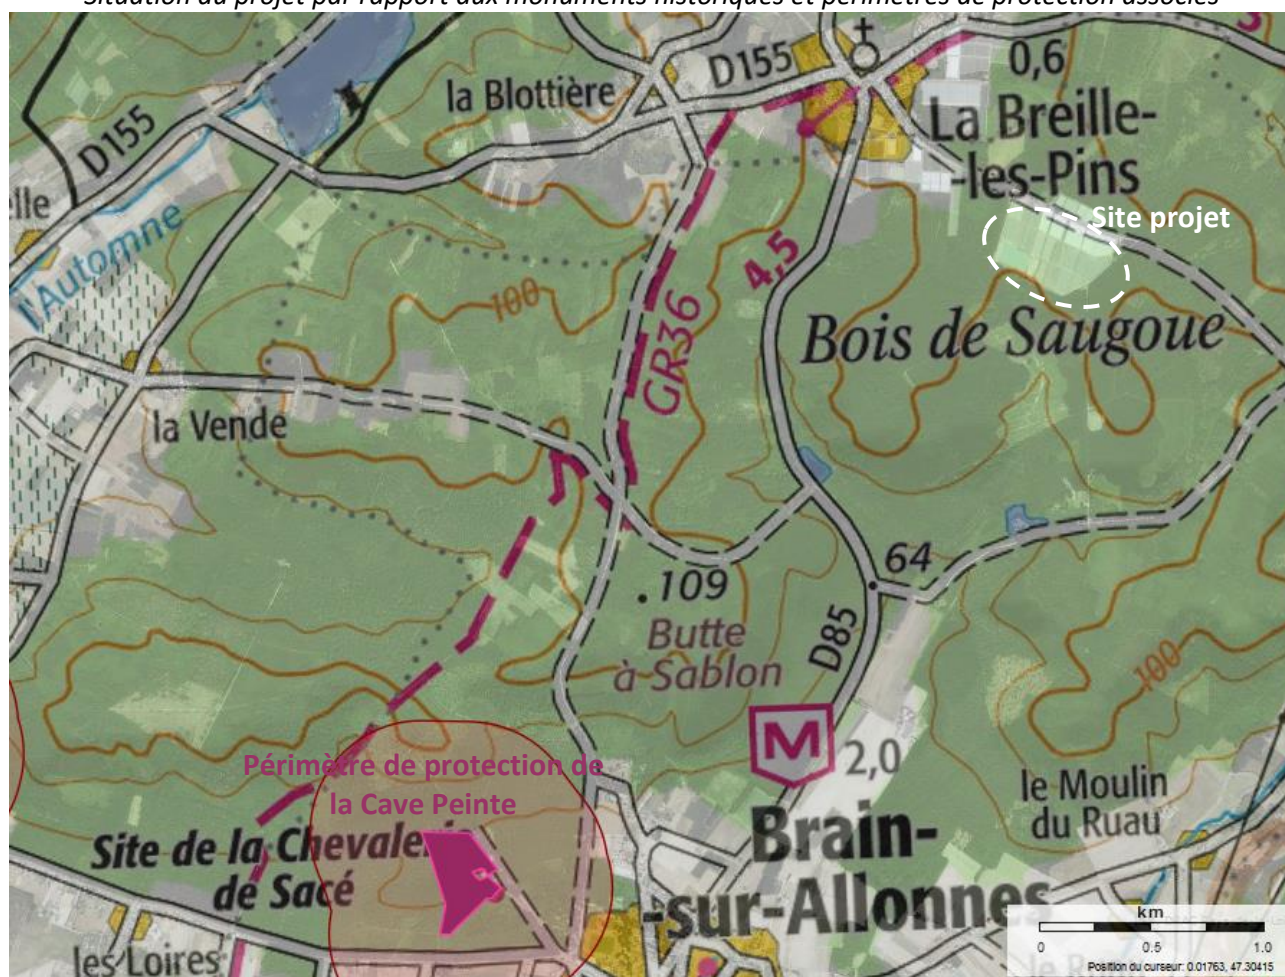 Situation du projet par rapport aux monuments historiques et périmètres de protection associés
D155
la Blottière
0,6
La Breille-
-les-Pins
D155
elle
l'Automne
Site projet
4,5
100
GR36
Bois de Saugoue
la Vende
64
.109
Butte
à Sablon
D85
100
M
2,0
Périmètre de protection de
la Cave Peinte
le Moulin
du Ruau
Site de la Chevalerie
de Sacé
Brain-
-sur-Allonnes
les Loires
km
0 0.5 1.0
Position du curseur: 0.01763, 47.30415